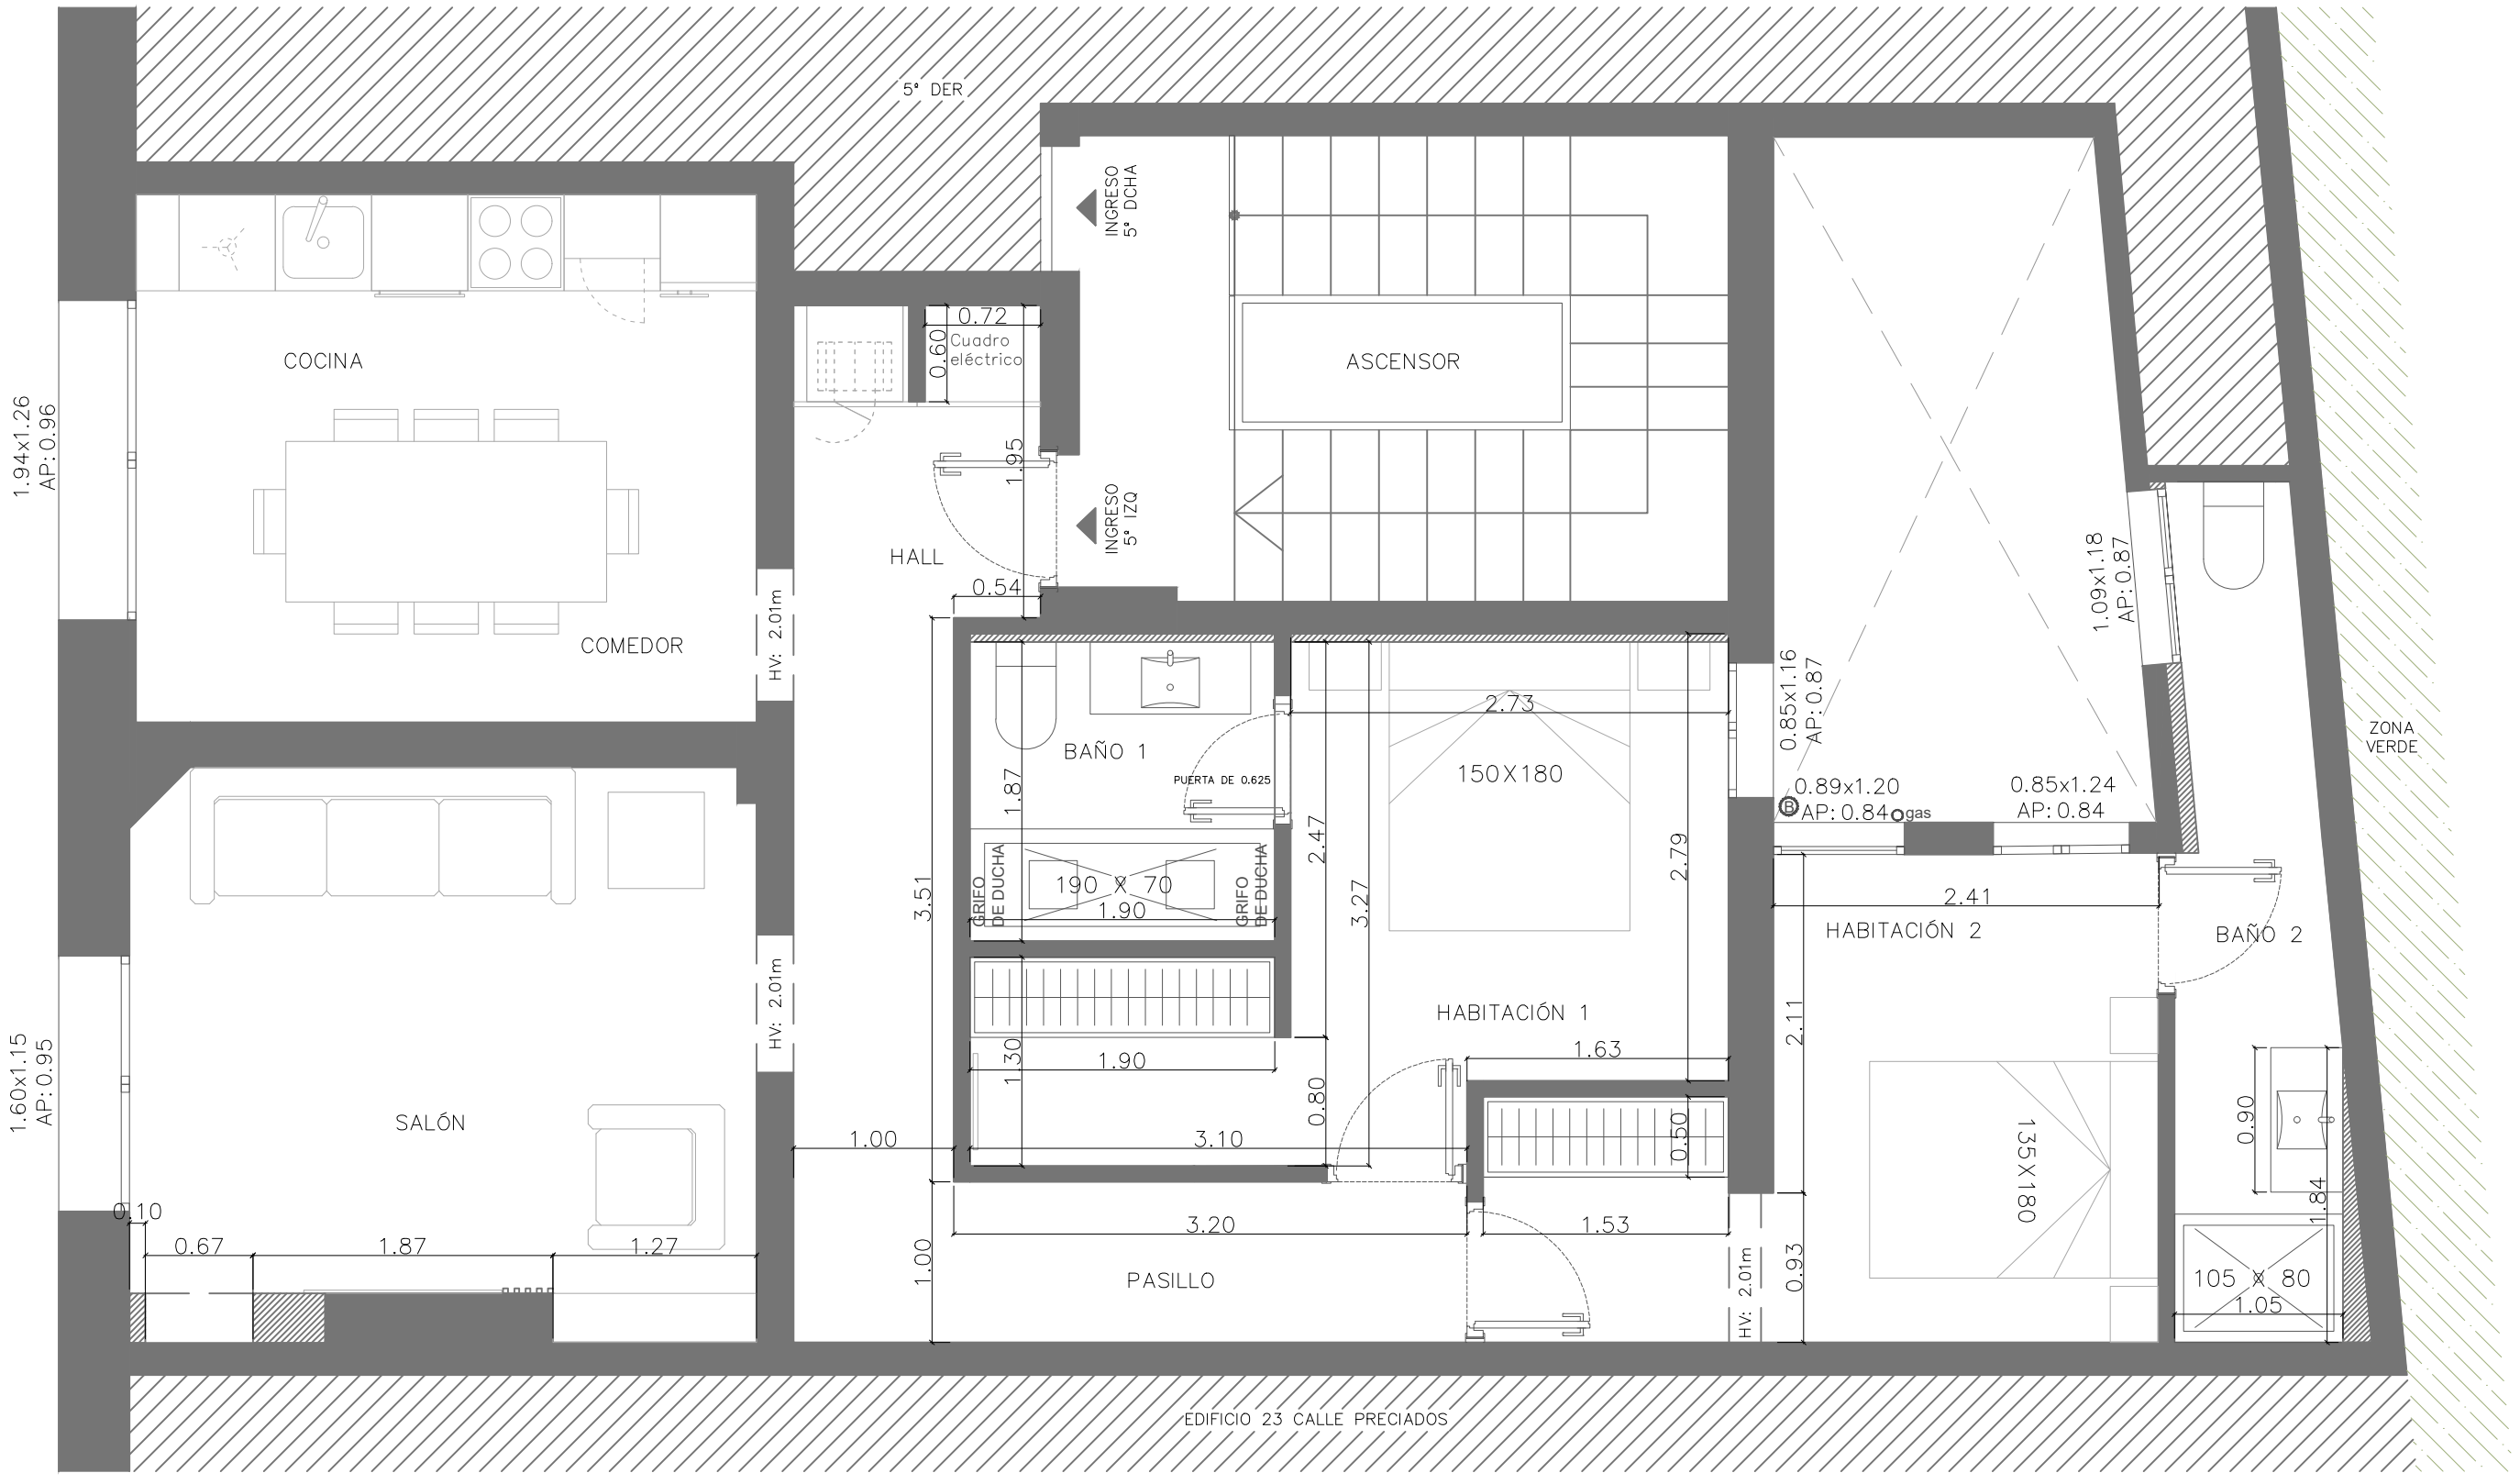 5ª DER
INGRESO
5ª DCHA
0.72
0.60
Cuadro
eléctrico
COCINA
ASCENSOR
1.94x1.26
AP: 0.96
1.95
INGRESO
5ª IZQ
HALL
0.54
1.09x1.18
AP: 0.87
COMEDOR
HV: 2.01m
0.85x1.16
AP: 0.87
2.73
ZONA
VERDE
BAÑO 1
PUERTA DE 0.625
150X180
1.87
0.89x1.20
AP: 0.84
B
gas
0.85x1.24
AP: 0.84
2.47
2.79
GRIFO
DE DUCHA
190 X 70
1.90
GRIFO
DE DUCHA
3.51
3.27
2.41
HABITACIÓN 2
BAÑO 2
HV: 2.01m
HABITACIÓN 1
2.11
1.60x1.15
AP: 0.95
1.30
1.90
1.63
0.80
SALÓN
1.00
3.10
0.50
135X180
0.90
1.84
0.10
0.67
1.87
1.27
3.20
1.53
1.00
PASILLO
HV: 2.01m
0.93
105 X 80
1.05
EDIFICIO 23 CALLE PRECIADOS